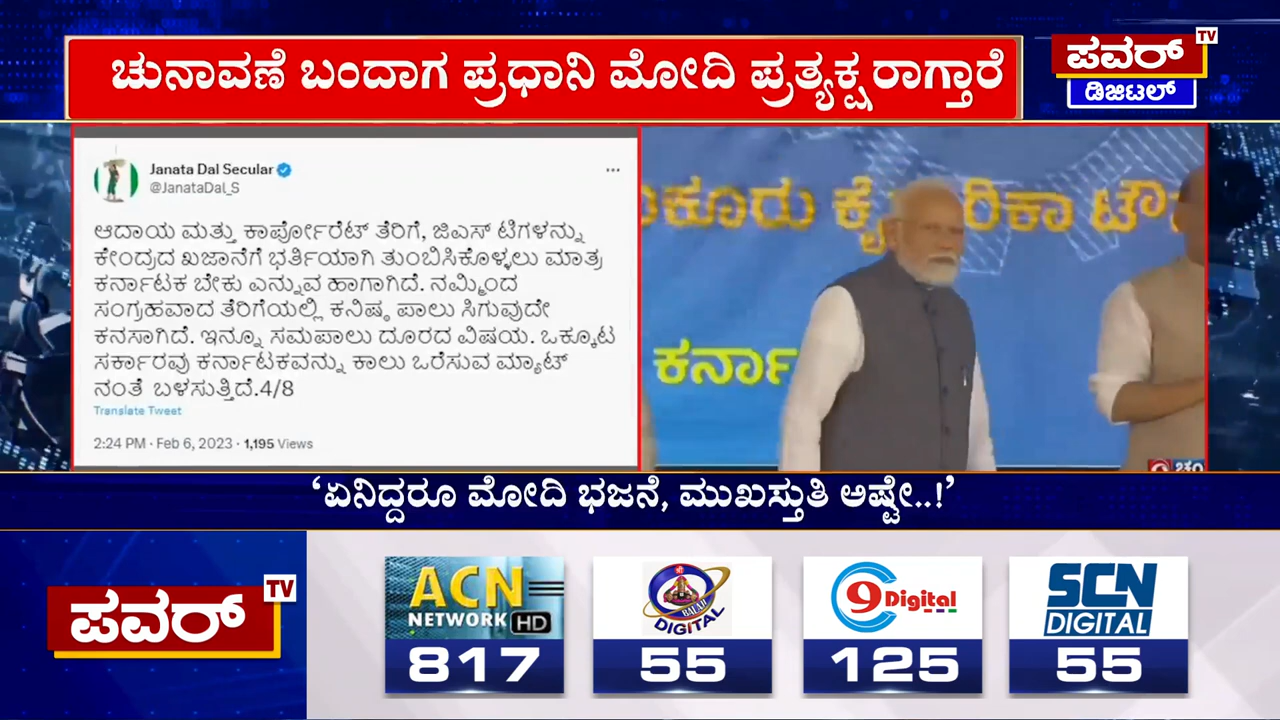 ಚುನಾವಣೆ ಬಂದಾಗ ಪ್ರಧಾನಿ ಮೋದಿ ಪ್ರತ್ಯಕ್ಷರಾಗ್ತಾರೆ
ಪವರ್ TV
ಡಿಜಿಟಲ್
Janata Dal Secular
@JanataDal_S
ಆದಾಯ ಮತ್ತು ಕಾರ್ಪೋರೆಟ್ ತೆರಿಗೆ, ಜಿಎಸ್ ಟಿಗಳನ್ನು
ಕೇಂದ್ರದ ಖಜಾನೆಗೆ ಭರ್ತಿಯಾಗಿ ತುಂಬಿಸಿಕೊಳ್ಳಲು ಮಾತ್ರ
ಕರ್ನಾಟಕ ಬೇಕು ಎನ್ನುವ ಹಾಗಾಗಿದೆ. ನಮ್ಮಿಂದ
ಸಂಗ್ರಹವಾದ ತೆರಿಗೆಯಲ್ಲಿ ಕನಿಷ್ಠ ಪಾಲು ಸಿಗುವುದೇ
ಕನಸಾಗಿದೆ. ಇನ್ನೂ ಸಮಪಾಲು ದೂರದ ವಿಷಯ. ಒಕ್ಕೂಟ
ಸರ್ಕಾರವು ಕರ್ನಾಟಕವನ್ನು ಕಾಲು ಒರೆಸುವ ಮ್ಯಾಟ್
ನಂತೆ ಬಳಸುತ್ತಿದೆ.4/8
Translate Tweet
2:24 PM · Feb 6, 2023 · 1,195 Views
ಕೂರು ಕೈ ರಿಕಾ ಟೌ
ಕರ್ನಾ
ಚಂ
‘ಏನಿದ್ದರೂ ಮೋದಿ ಭಜನೆ, ಮುಖಸ್ತುತಿ ಅಷ್ಟೇ..!’
ಪವರ್ TV
ACN
NETWORK HD
817
BALAJI
DIGITAL
55
9 Digital
125
SCN
DIGITAL
55